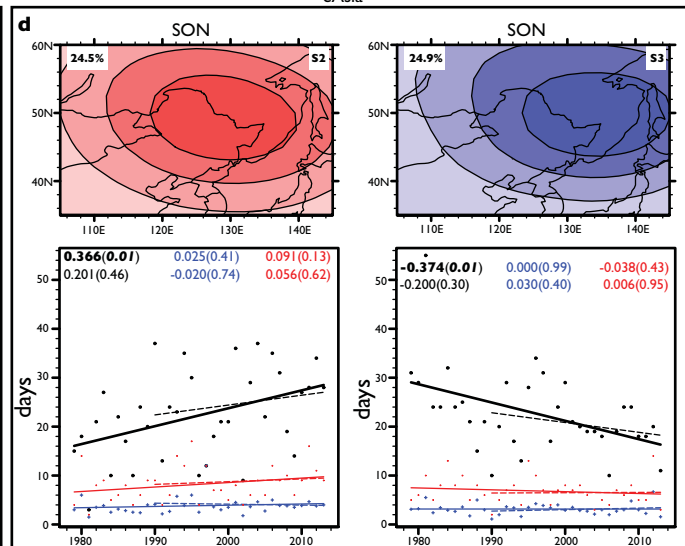 d
SON
SON
60N
50N
40N
24.5%
S2
110E
120E
130E
140E
60N
50N
40N
24.9%
S3
110E
120E
130E
140E
days
50
40
30
20
10
0
0.366(0.01) 0.025(0.41) 0.091(0.13)
0.201(0.46) -0.020(0.74) 0.056(0.62)
1980
1990
2000
2010
days
50
40
30
20
10
0
-0.374(0.01) 0.000(0.99) -0.038(0.43)
-0.200(0.30) 0.030(0.40) 0.006(0.95)
1980
1990
2000
2010